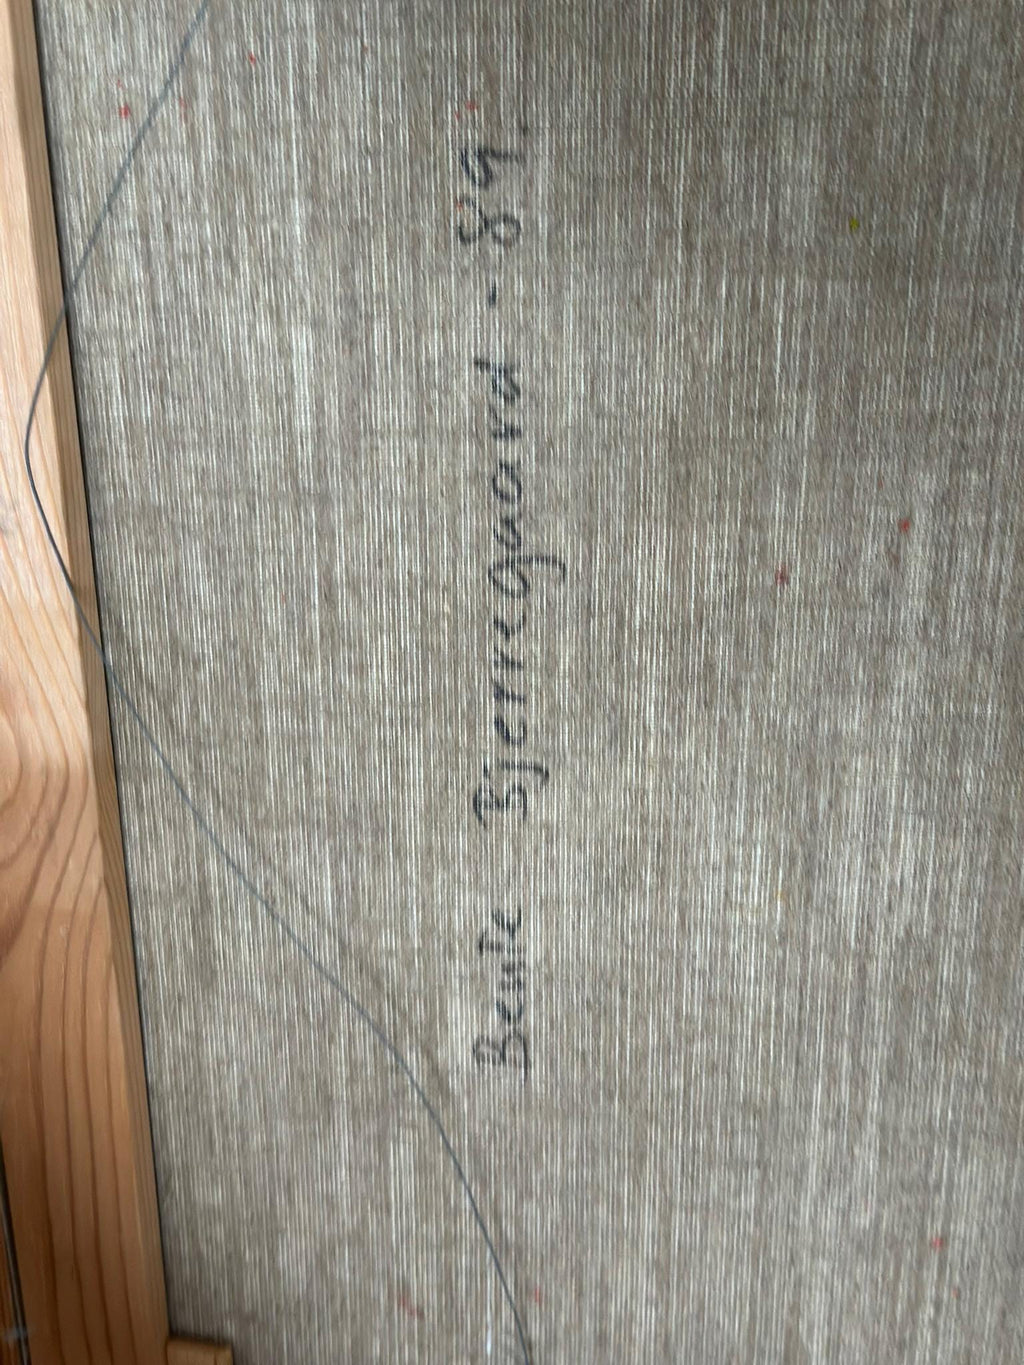 Bente Bjerregaard - 89.